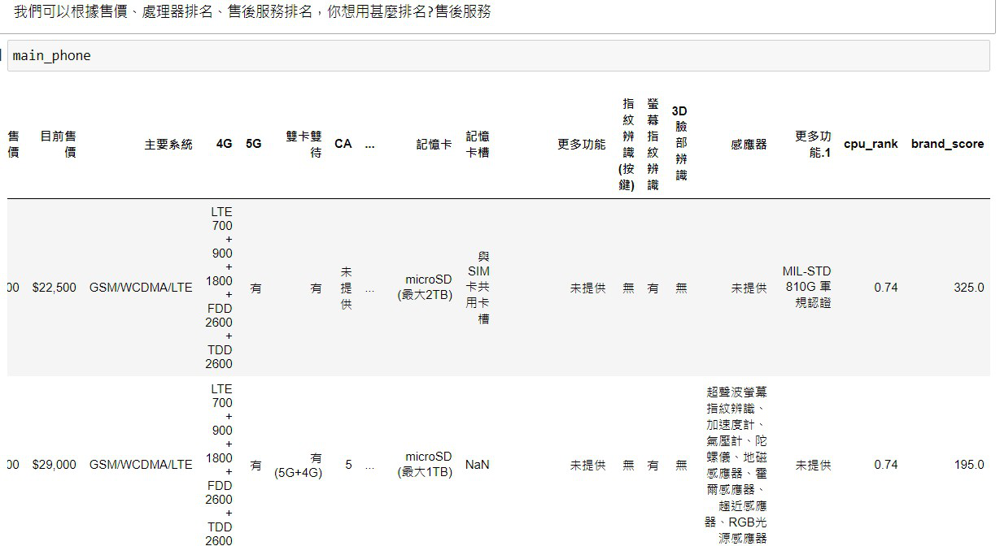 我們可以根據售價、處理器排名、售後服務排名，你想用甚麼排名?售後服務
main_phone
售價 目前售價 主要系統 4G 5G 雙卡雙待 CA ... 記憶卡 記憶卡槽 更多功能 指紋辨識(按鍵) 螢幕指紋辨識 3D臉部辨識 感應器 更多功能.1 cpu_rank brand_score
00 $22,500 GSM/WCDMA/LTE LTE 700 + 900 + 1800 + FDD 2600 + TDD 2600 有 有 未提供 ... microSD (最大2TB) 與SIM卡共用卡槽 未提供 無 有 無 未提供 MIL-STD 810G 軍規認證 0.74 325.0
00 $29,000 GSM/WCDMA/LTE LTE 700 + 900 + 1800 + FDD 2600 + TDD 2600 有 有(5G+4G) 5 ... microSD (最大1TB) NaN 未提供 無 有 無 超聲波螢幕指紋辨識、加速度計、氣壓計、陀螺儀、地磁感應器、霍爾感應器、趨近感應器、RGB光源感應器 未提供 0.74 195.0